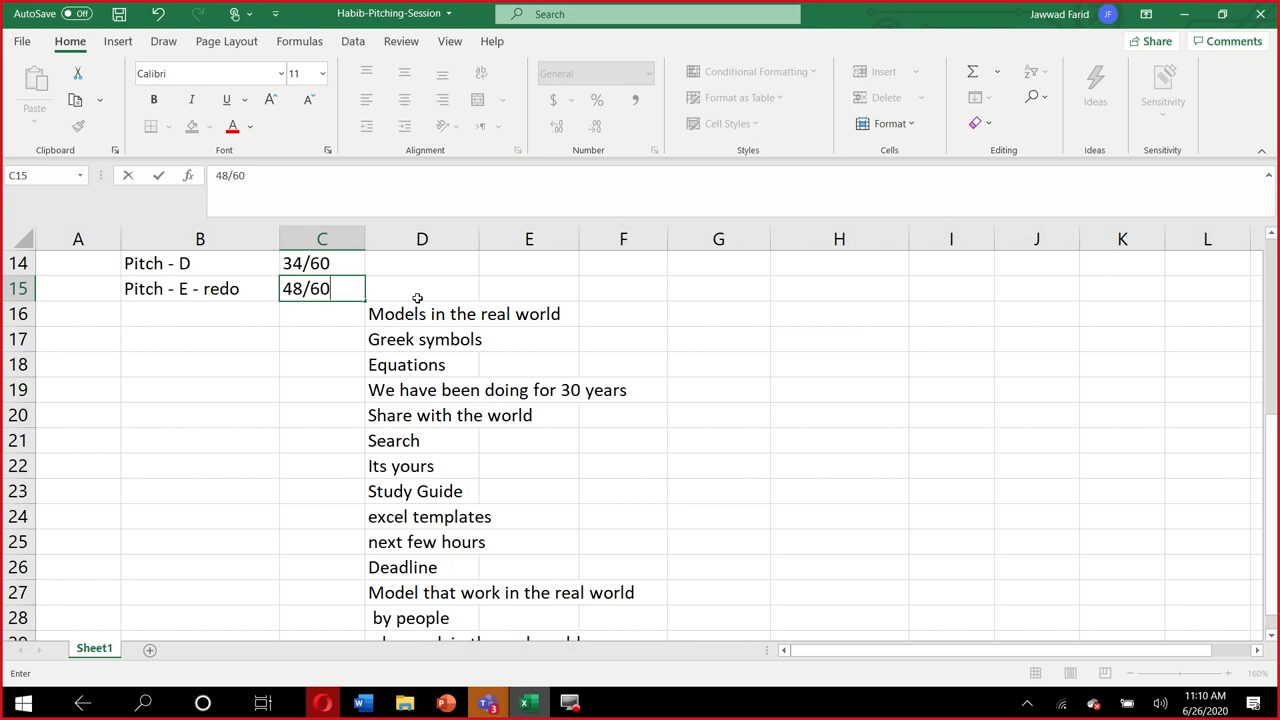 AutoSave Off Habib-Pitching-Session Search Jawwad Farid JF
File Home Insert Draw Page Layout Formulas Data Review View Help Share Comments
Calibri 11 General Conditional Formatting Insert
Paste B I U A $ % , Format as Table Delete Ideas Sensitivity
Cell Styles Format
Clipboard Font Alignment Number Styles Cells Editing Ideas Sensitivity
C15 fx 48/60
A B C D E F G H I J K L
14 Pitch - D 34/60
15 Pitch - E - redo 48/60
16 Models in the real world
17 Greek symbols
18 Equations
19 We have been doing for 30 years
20 Share with the world
21 Search
22 Its yours
23 Study Guide
24 excel templates
25 next few hours
26 Deadline
27 Model that work in the real world
28 by people
Sheet1
Enter 160%
11:10 AM
6/26/2020